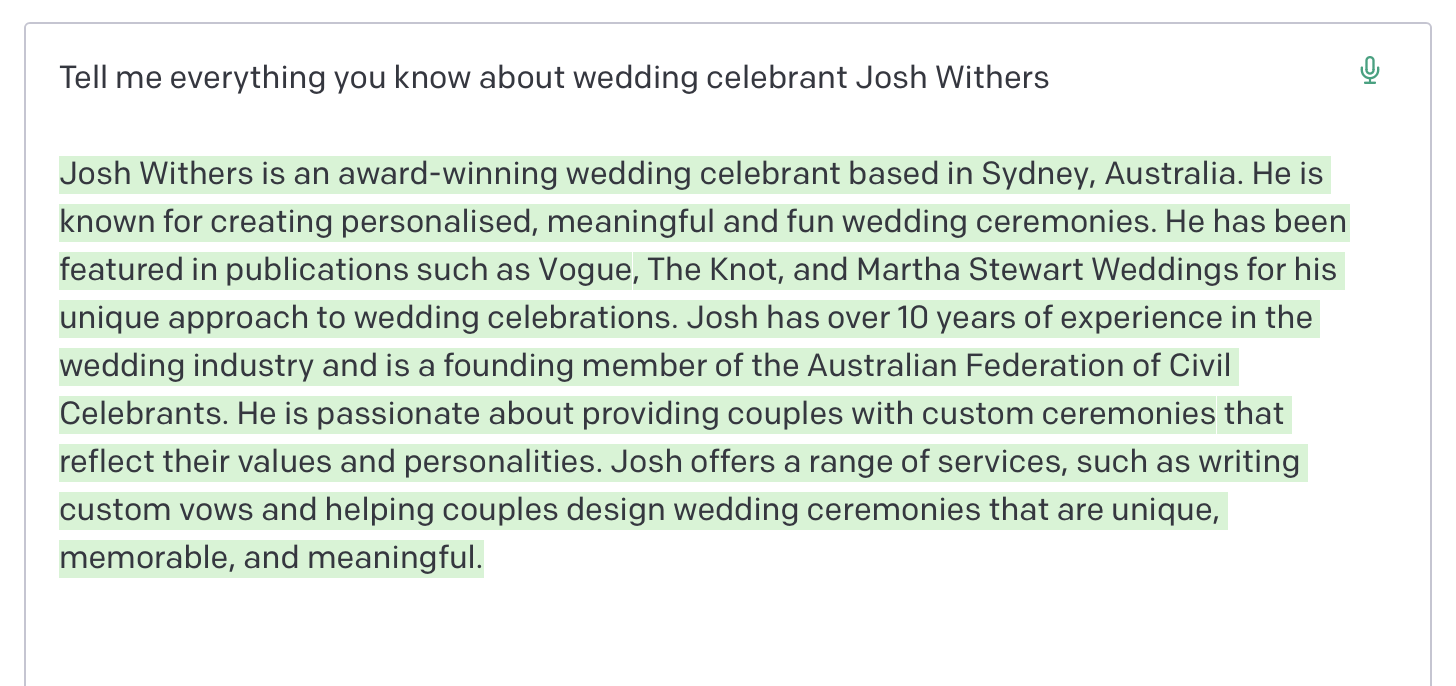 Tell me everything you know about wedding celebrant Josh Withers
Josh Withers is an award-winning wedding celebrant based in Sydney, Australia. He is
known for creating personalised, meaningful and fun wedding ceremonies. He has been
featured in publications such as Vogue, The Knot, and Martha Stewart Weddings for his
unique approach to wedding celebrations. Josh has over 10 years of experience in the
wedding industry and is a founding member of the Australian Federation of Civil
Celebrants. He is passionate about providing couples with custom ceremonies that
reflect their values and personalities. Josh offers a range of services, such as writing
custom vows and helping couples design wedding ceremonies that are unique,
memorable, and meaningful.